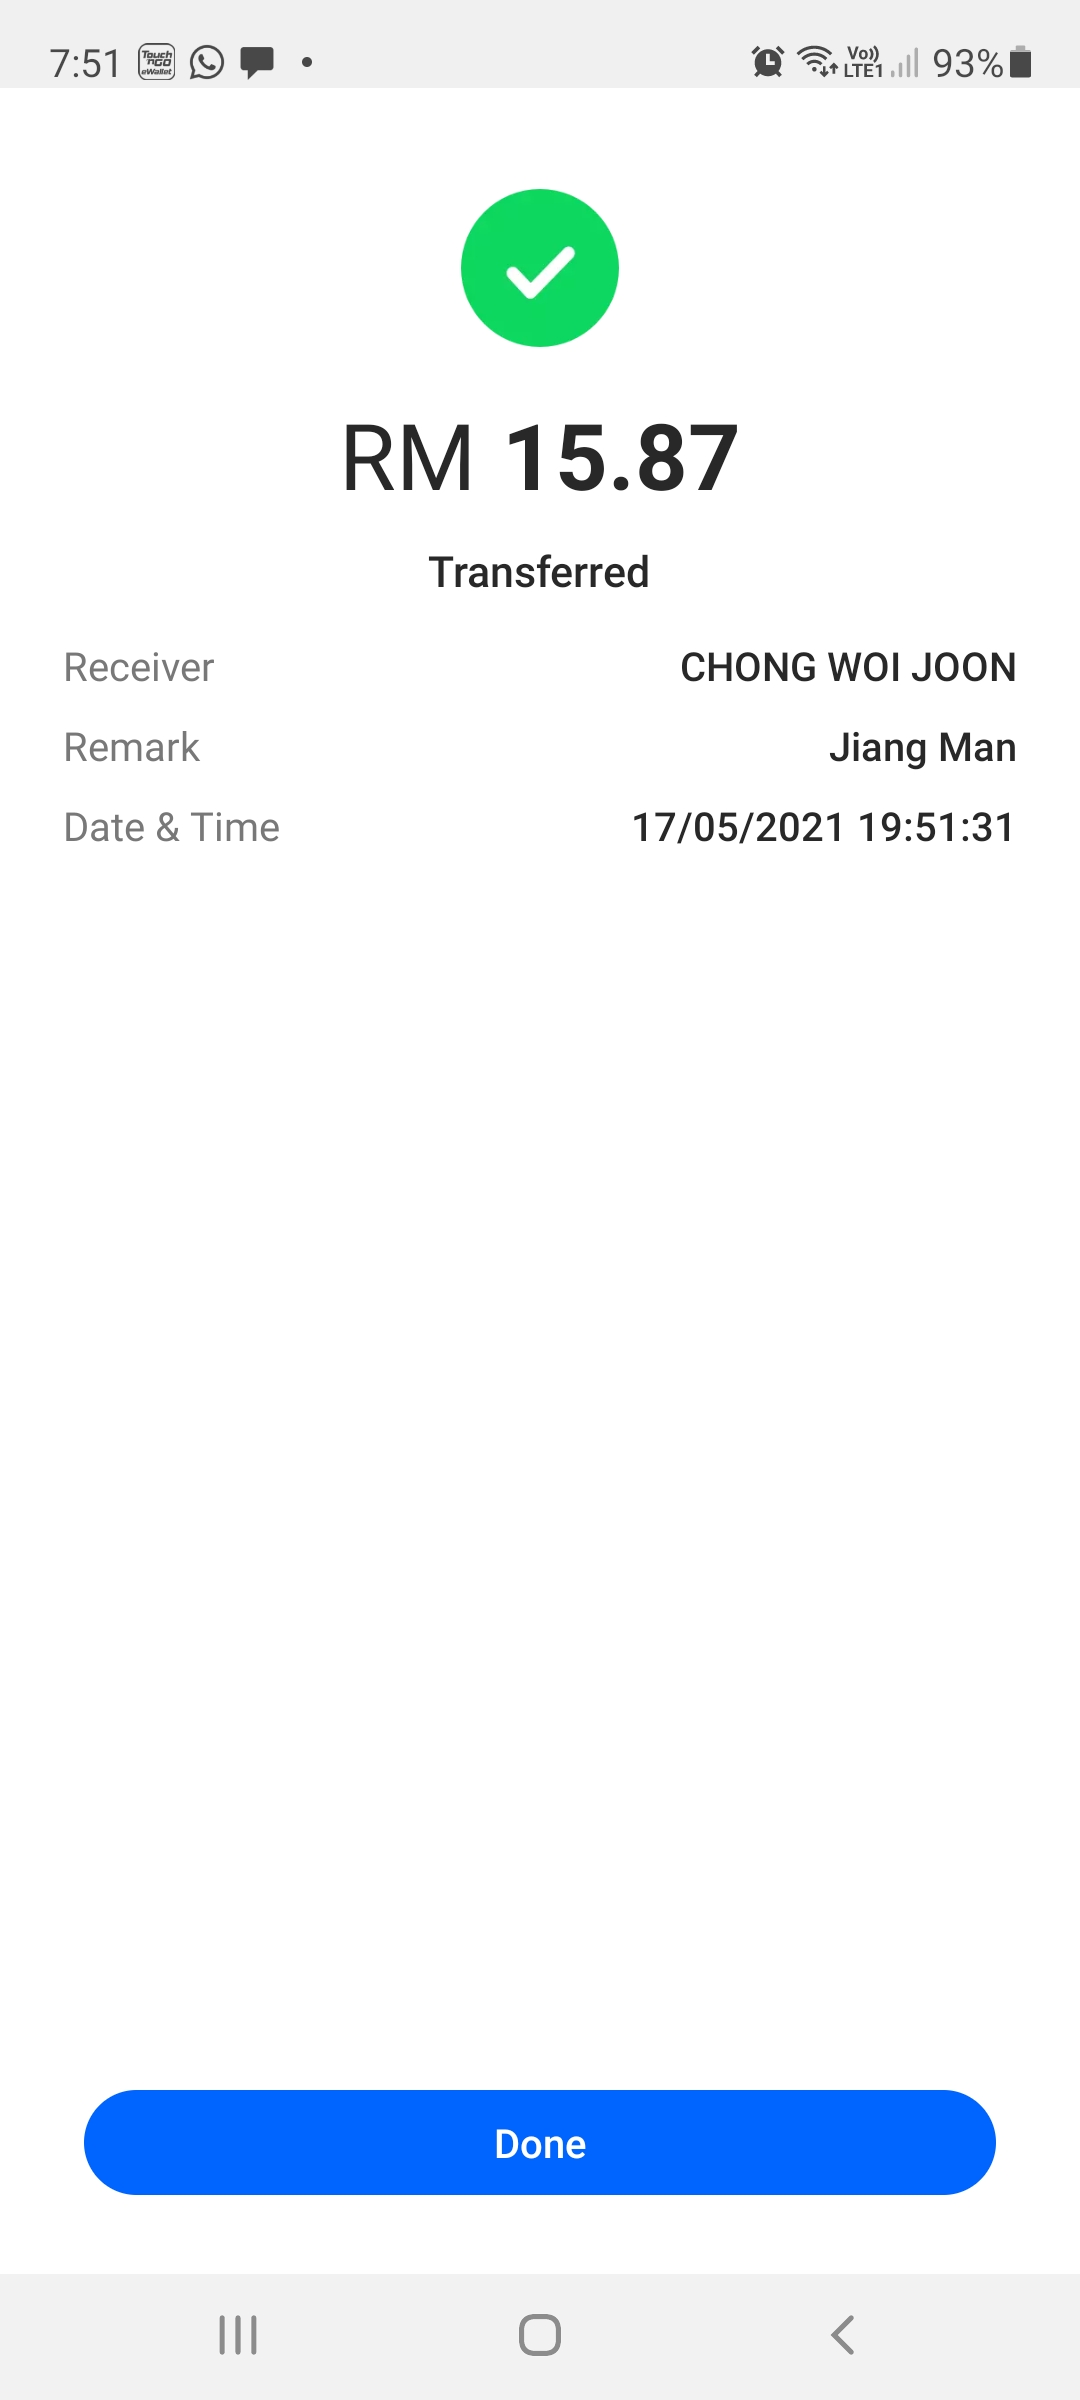 7:51 Touch 'nGO eWallet Vo)) LTE1 93%
RM 15.87
Transferred
Receiver CHONG WOI JOON
Remark Jiang Man
Date & Time 17/05/2021 19:51:31
Done